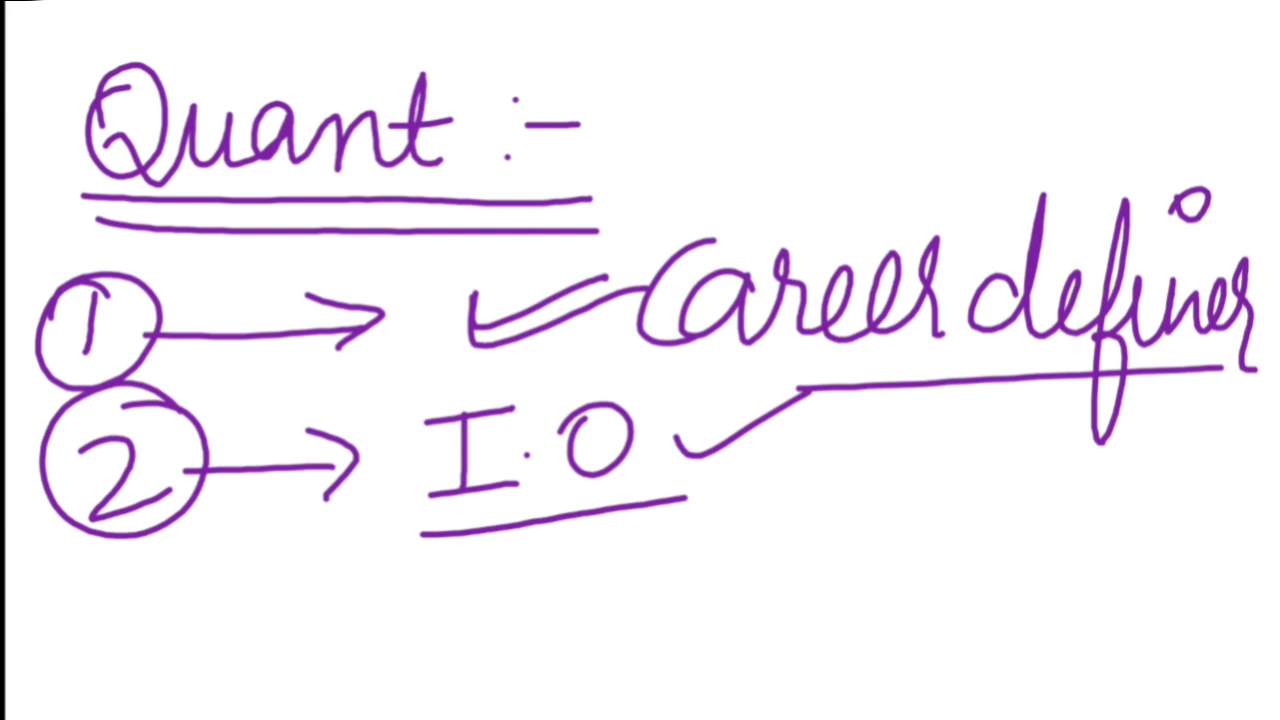 Quant :-
1 → ✓ Career definer
2 → I.O ✓